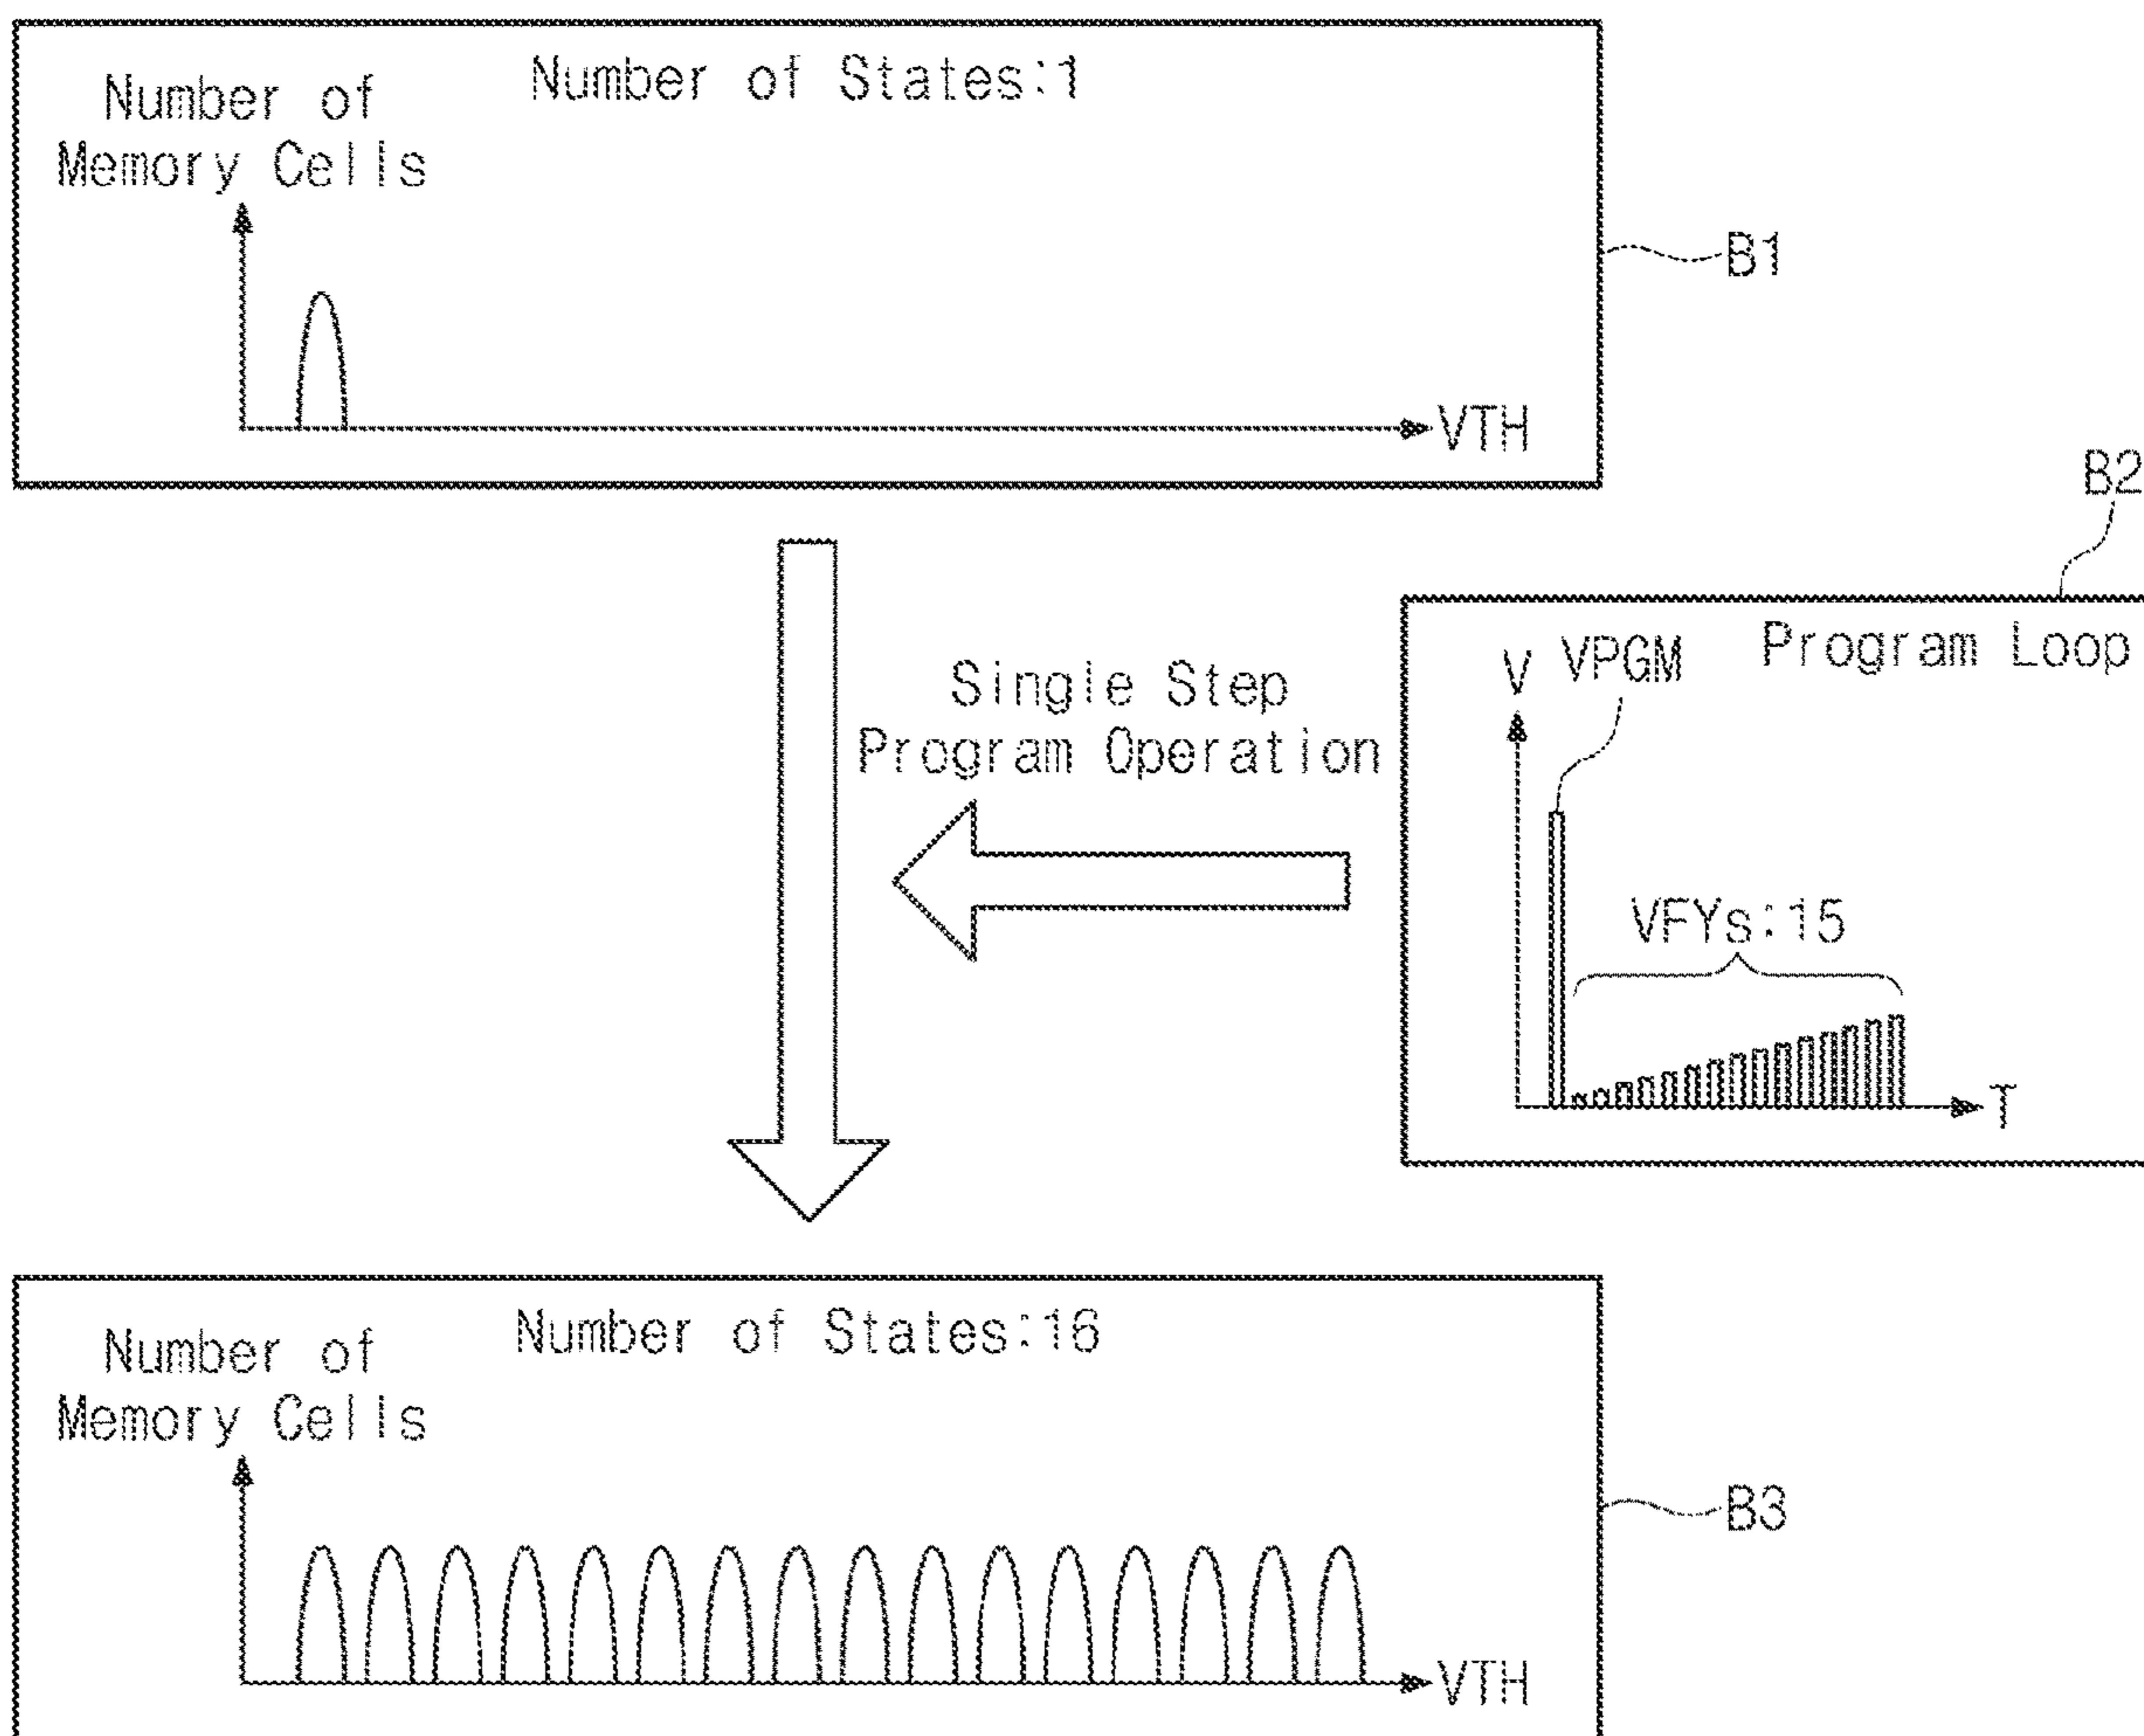 Number of States:1
Number of
Memory Cells
VTH
B1
B2
Program Loop
V
VPGM
Single Step
Program Operation
VFYs:15
T
Number of States:16
Number of
Memory Cells
VTH
B3